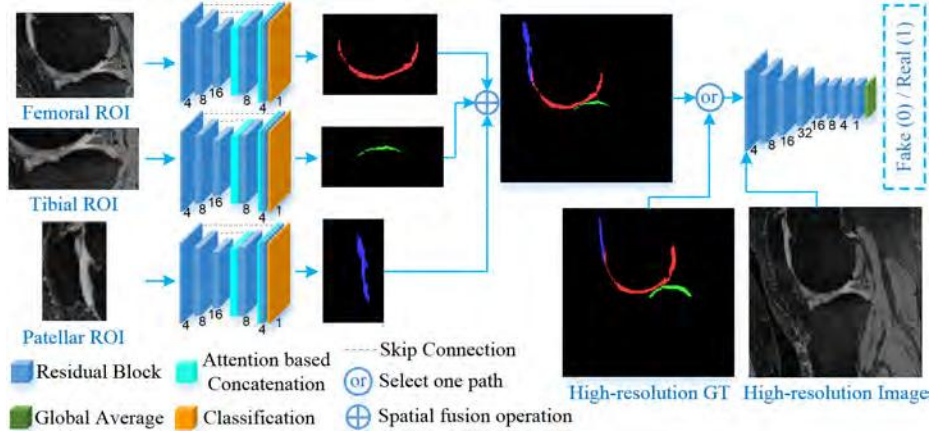 Femoral ROI
4 8 16 8 4 1
Tibial ROI
4 8 16 8 4 1
Patellar ROI
4 8 16 8 4 1
or
4 8 16 32 16 8 4 1
Fake (0) / Real (1)
High-resolution GT
High-resolution Image
Residual Block
Attention based
Concatenation
Skip Connection
or Select one path
Global Average
Classification
Spatial fusion operation